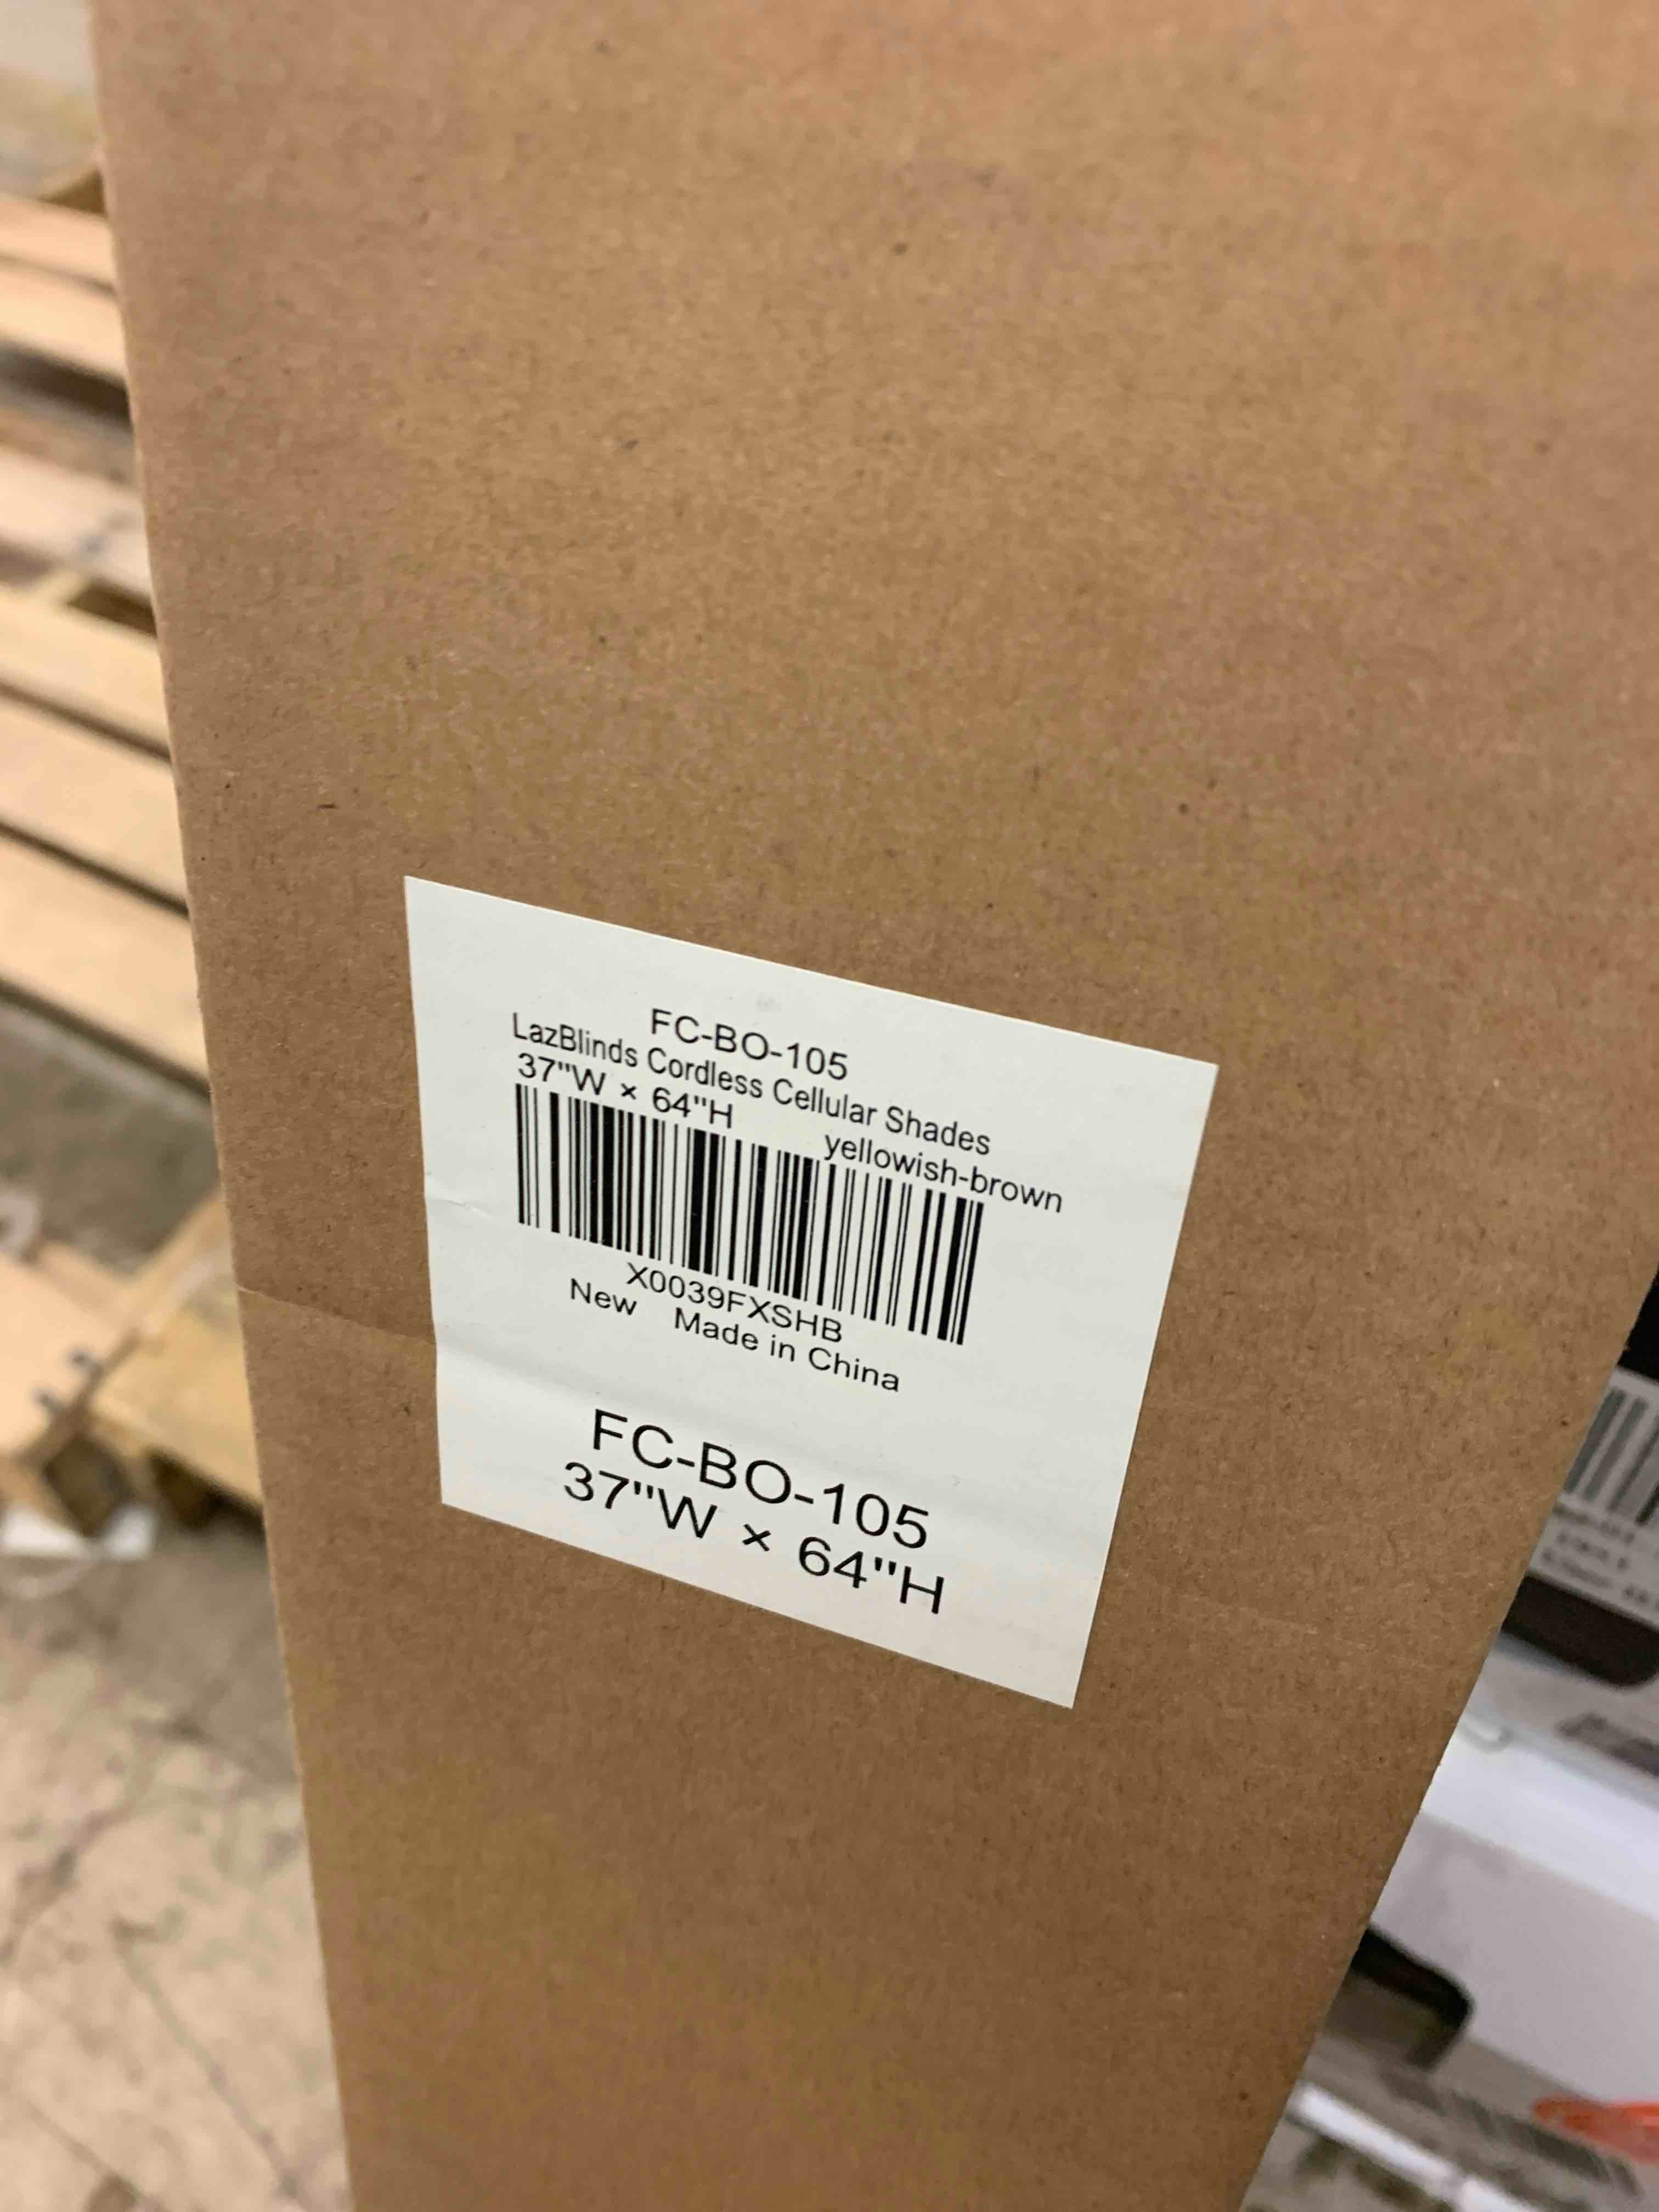 FC-BO-105
LazBlinds Cordless Cellular Shades
37"W × 64"H yellowish-brown
X0039FXSHB
New Made in China
FC-BO-105
37"W × 64"H